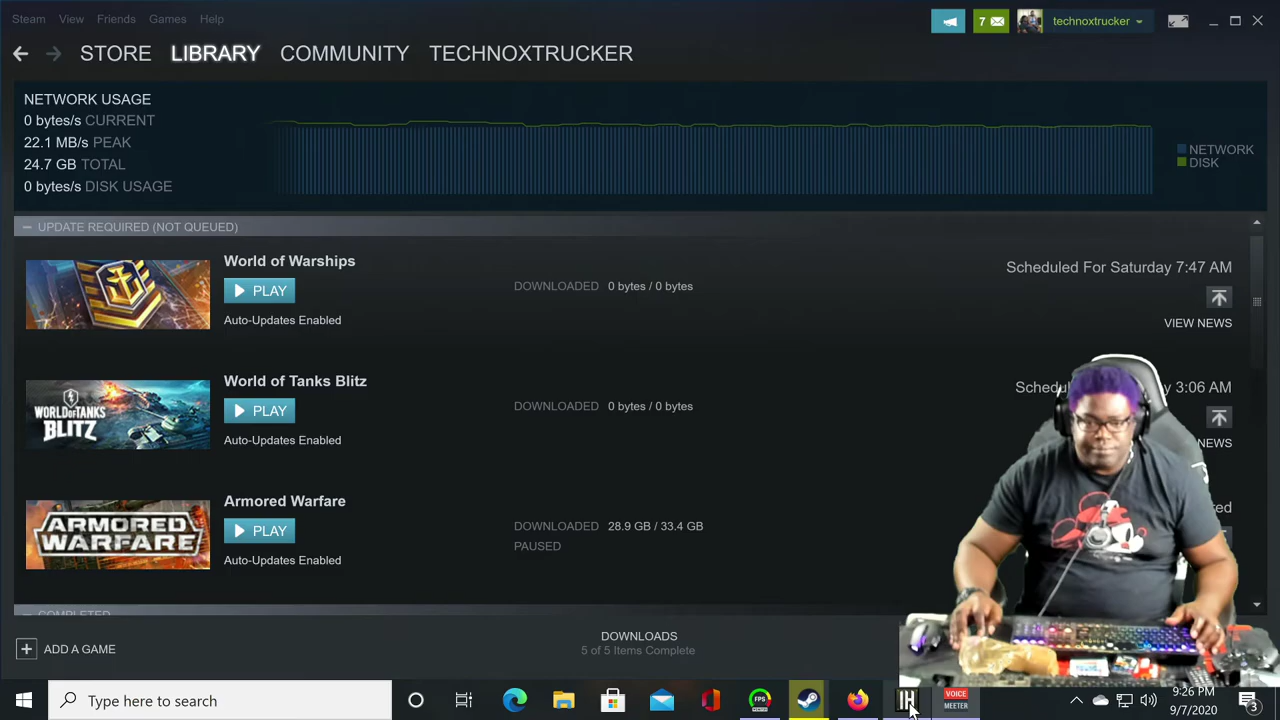 Steam View Friends Games Help
7
technoxtrucker
STORE LIBRARY COMMUNITY TECHNOXTRUCKER
NETWORK USAGE
0 bytes/s CURRENT
22.1 MB/s PEAK
24.7 GB TOTAL
0 bytes/s DISK USAGE
NETWORK
DISK
UPDATE REQUIRED (NOT QUEUED)
World of Warships
PLAY
Auto-Updates Enabled
DOWNLOADED 0 bytes / 0 bytes
Scheduled For Saturday 7:47 AM
VIEW NEWS
WORLD OF TANKS
BLITZ
World of Tanks Blitz
PLAY
Auto-Updates Enabled
DOWNLOADED 0 bytes / 0 bytes
3:06 AM
NEWS
ARMORED
WARFARE
Armored Warfare
PLAY
Auto-Updates Enabled
DOWNLOADED 28.9 GB / 33.4 GB
PAUSED
COMPLETED
ADD A GAME
DOWNLOADS
5 of 5 Items Complete
Type here to search
FPS
VOICE
MEETER
9:26 PM
9/7/2020
3